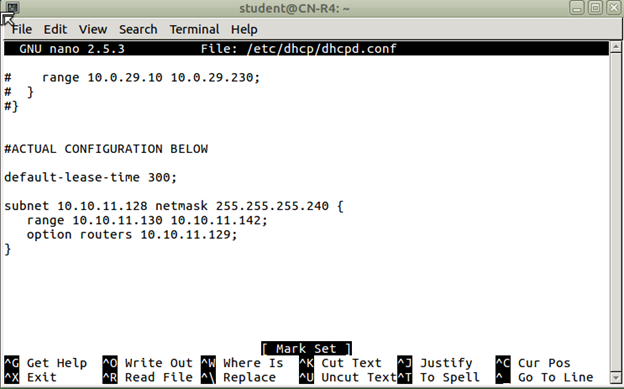 student@CN-R4: ~
File Edit View Search Terminal Help
GNU nano 2.5.3 File: /etc/dhcp/dhcpd.conf
#    range 10.0.29.10 10.0.29.230;
#  }
#}
#ACTUAL CONFIGURATION BELOW
default-lease-time 300;
subnet 10.10.11.128 netmask 255.255.255.240 {
   range 10.10.11.130 10.10.11.142;
   option routers 10.10.11.129;
}
[ Mark Set ]
^G Get Help ^O Write Out ^W Where Is ^K Cut Text ^J Justify ^C Cur Pos
^X Exit ^R Read File ^\ Replace ^U Uncut Text ^T To Spell ^_ Go To Line